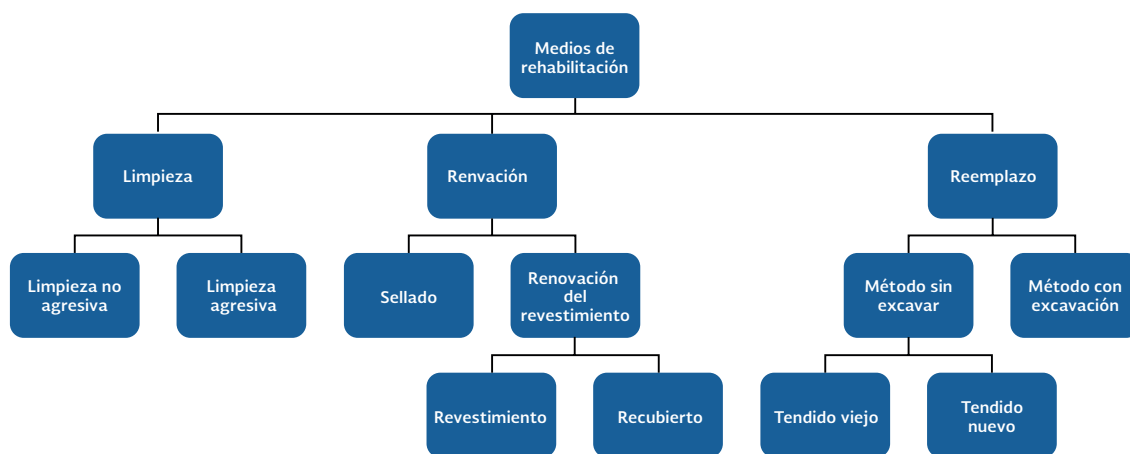 Medios de
rehabilitación
Limpieza
Renvación
Reemplazo
Limpieza no
agresiva
Limpieza
agresiva
Sellado
Renovación
del
revestimiento
Método sin
excavar
Método con
excavación
Revestimiento
Recubierto
Tendido viejo
Tendido
nuevo